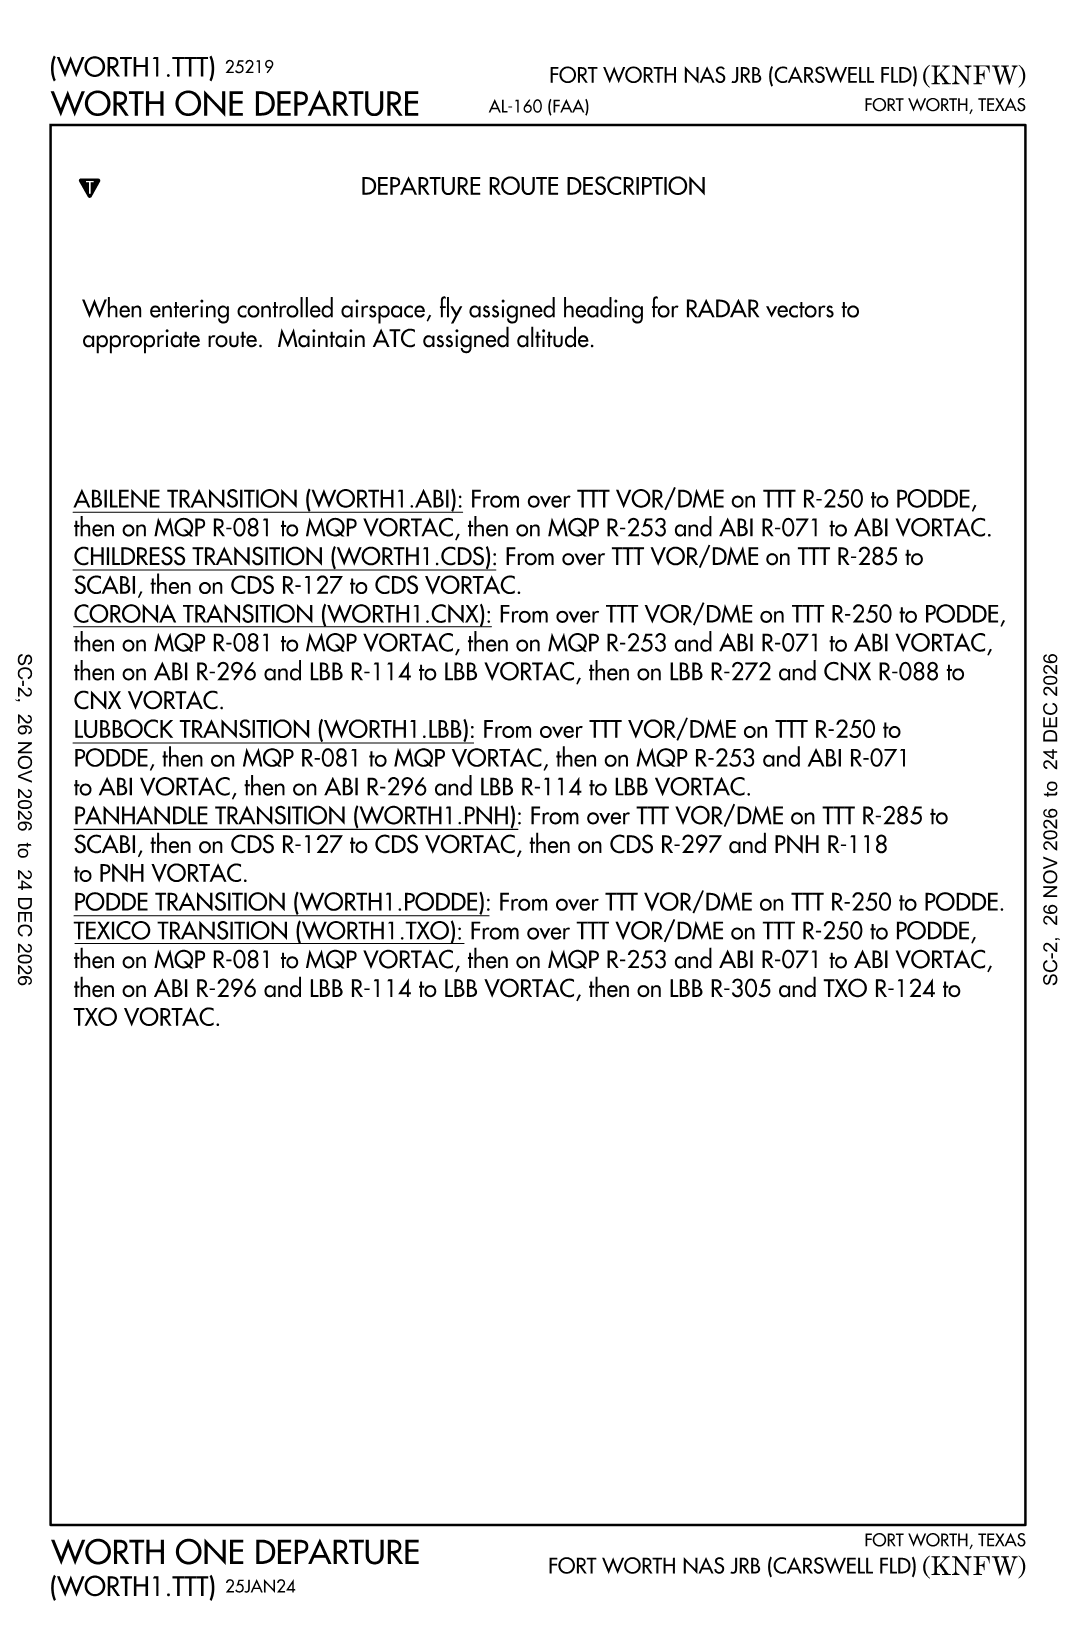 (WORTH1.TTT) 25219
FORT WORTH NAS JRB (CARSWELL FLD) (KNFW)
WORTH ONE DEPARTURE
AL-160 (FAA)
FORT WORTH, TEXAS
T
DEPARTURE ROUTE DESCRIPTION
When entering controlled airspace, fly assigned heading for RADAR vectors to
appropriate route. Maintain ATC assigned altitude.
ABILENE TRANSITION (WORTH1.ABI): From over TTT VOR/DME on TTT R-250 to PODDE,
then on MQP R-081 to MQP VORTAC, then on MQP R-253 and ABI R-071 to ABI VORTAC.
CHILDRESS TRANSITION (WORTH1.CDS): From over TTT VOR/DME on TTT R-285 to
SCABI, then on CDS R-127 to CDS VORTAC.
CORONA TRANSITION (WORTH1.CNX): From over TTT VOR/DME on TTT R-250 to PODDE,
then on MQP R-081 to MQP VORTAC, then on MQP R-253 and ABI R-071 to ABI VORTAC,
then on ABI R-296 and LBB R-114 to LBB VORTAC, then on LBB R-272 and CNX R-088 to
CNX VORTAC.
LUBBOCK TRANSITION (WORTH1.LBB): From over TTT VOR/DME on TTT R-250 to
PODDE, then on MQP R-081 to MQP VORTAC, then on MQP R-253 and ABI R-071
to ABI VORTAC, then on ABI R-296 and LBB R-114 to LBB VORTAC.
PANHANDLE TRANSITION (WORTH1.PNH): From over TTT VOR/DME on TTT R-285 to
SCABI, then on CDS R-127 to CDS VORTAC, then on CDS R-297 and PNH R-118
to PNH VORTAC.
PODDE TRANSITION (WORTH1.PODDE): From over TTT VOR/DME on TTT R-250 to PODDE.
TEXICO TRANSITION (WORTH1.TXO): From over TTT VOR/DME on TTT R-250 to PODDE,
then on MQP R-081 to MQP VORTAC, then on MQP R-253 and ABI R-071 to ABI VORTAC,
then on ABI R-296 and LBB R-114 to LBB VORTAC, then on LBB R-305 and TXO R-124 to
TXO VORTAC.
SC-2, 26 NOV 2026 to 24 DEC 2026
SC-2, 26 NOV 2026 to 24 DEC 2026
WORTH ONE DEPARTURE
(WORTH1.TTT) 25JAN24
FORT WORTH, TEXAS
FORT WORTH NAS JRB (CARSWELL FLD) (KNFW)